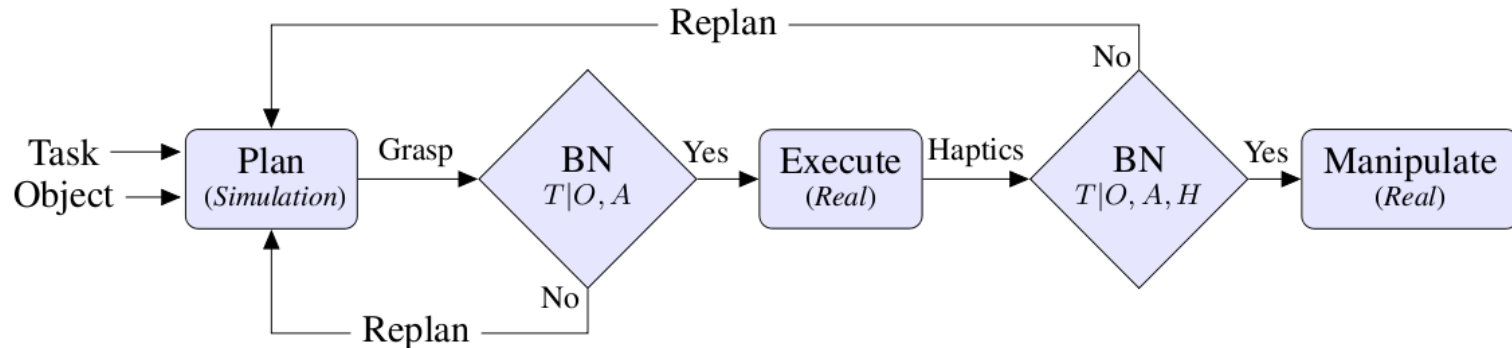 Replan
No
Task
Object
Plan
(Simulation)
Grasp
BN
T|O, A
Yes
Execute
(Real)
Haptics
BN
T|O, A, H
Yes
Manipulate
(Real)
No
Replan